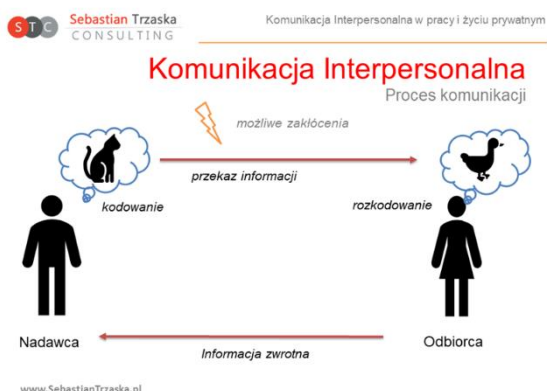 STC
Sebastian Trzaska
CONSULTING
Komunikacja Interpersonalna w pracy i życiu prywatnym
Komunikacja Interpersonalna
Proces komunikacji
możliwe zakłócenia
przekaz informacji
kodowanie
rozkodowanie
Nadawca
Odbiorca
Informacja zwrotna
www.SebastianTrzaska.pl